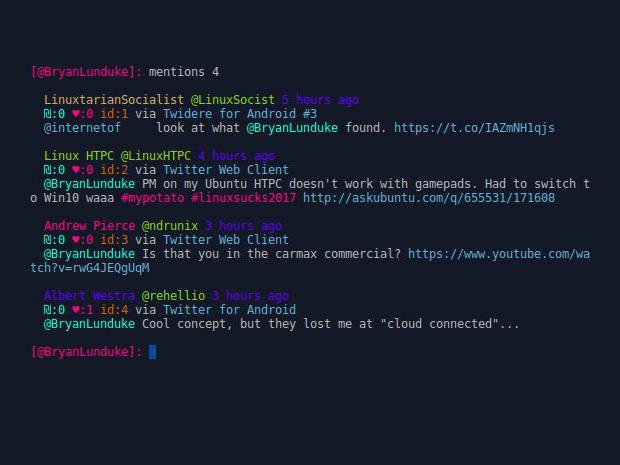 [@BryanLunduke]: mentions 4
LinuxtarianSocialist @LinuxSocist 5 hours ago
₪:0 ♥:0 id:1 via Twidere for Android #3
@internetof     look at what @BryanLunduke found. https://t.co/IAZmNH1qjs
Linux HTPC @LinuxHTPC 4 hours ago
₪:0 ♥:0 id:2 via Twitter Web Client
@BryanLunduke PM on my Ubuntu HTPC doesn't work with gamepads. Had to switch t
o Win10 waaa #mypotato #linuxsucks2017 http://askubuntu.com/q/655531/171608
Andrew Pierce @ndrunix 3 hours ago
₪:0 ♥:0 id:3 via Twitter Web Client
@BryanLunduke Is that you in the carmax commercial? https://www.youtube.com/wa
tch?v=rwG4JEQgUqM
Albert Westra @rehellio 3 hours ago
₪:0 ♥:1 id:4 via Twitter for Android
@BryanLunduke Cool concept, but they lost me at "cloud connected"...
[@BryanLunduke]: